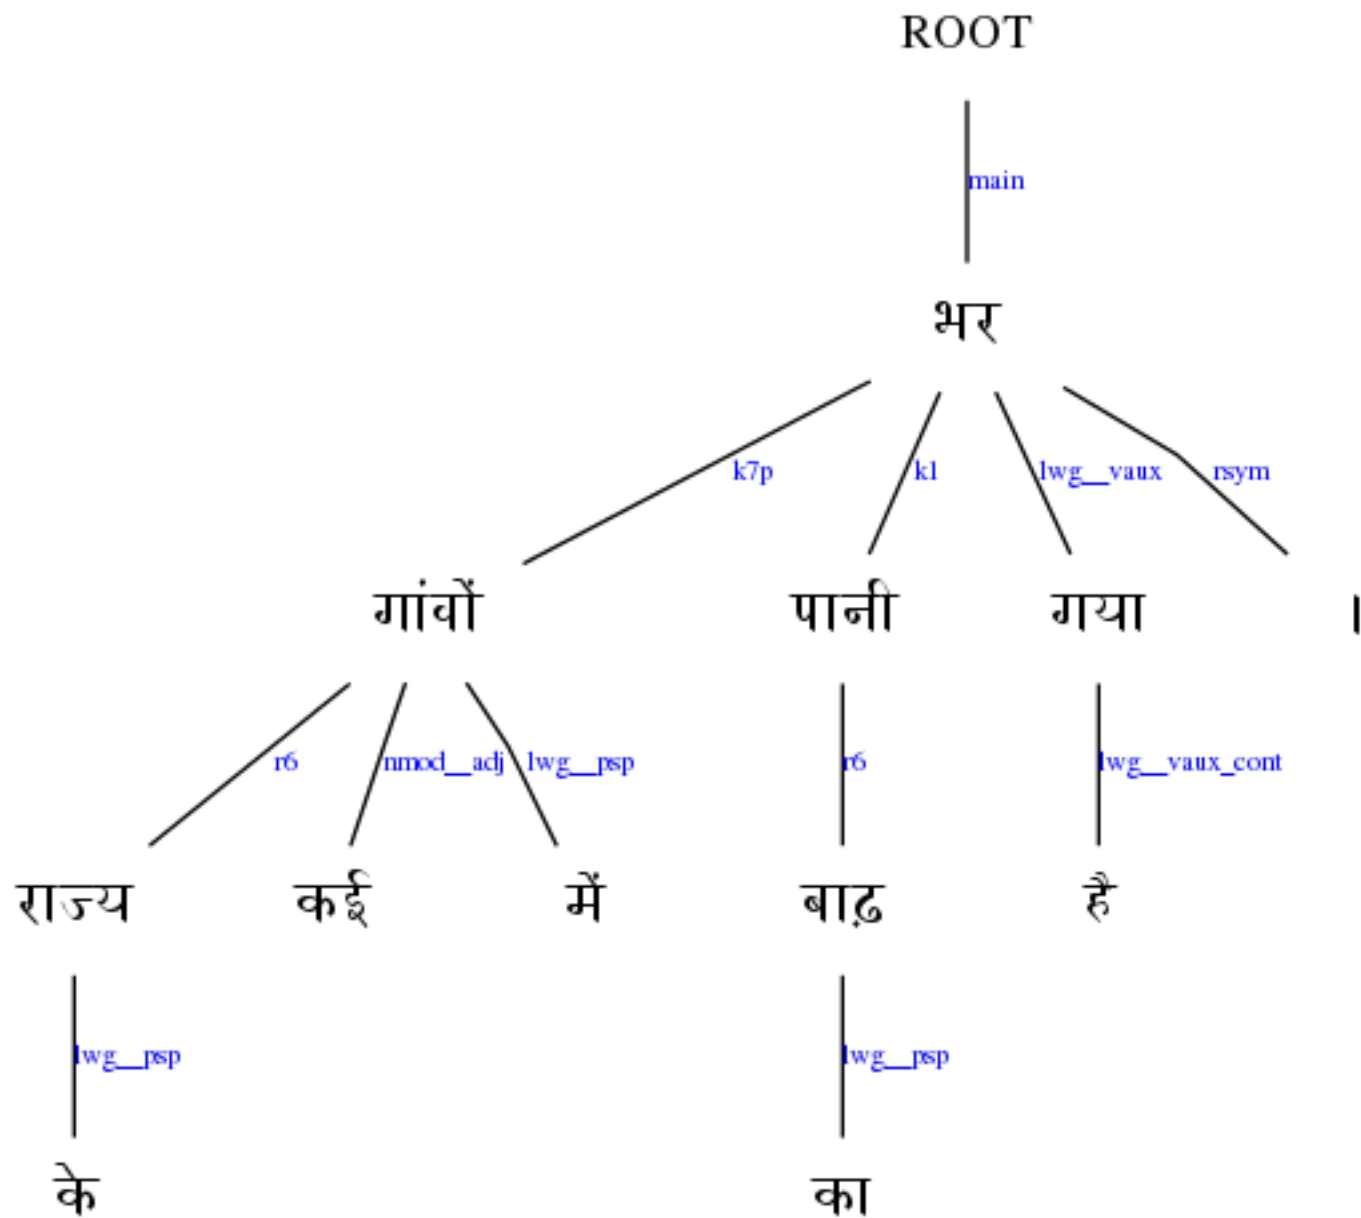 ROOT
main
भर
k7p k1 lwg__vaux rsym
गांवों पानी गया ।
r6 nmod__adj lwg__psp r6 lwg__vaux_cont
राज्य कई में बाढ़ है
lwg__psp lwg__psp
के का